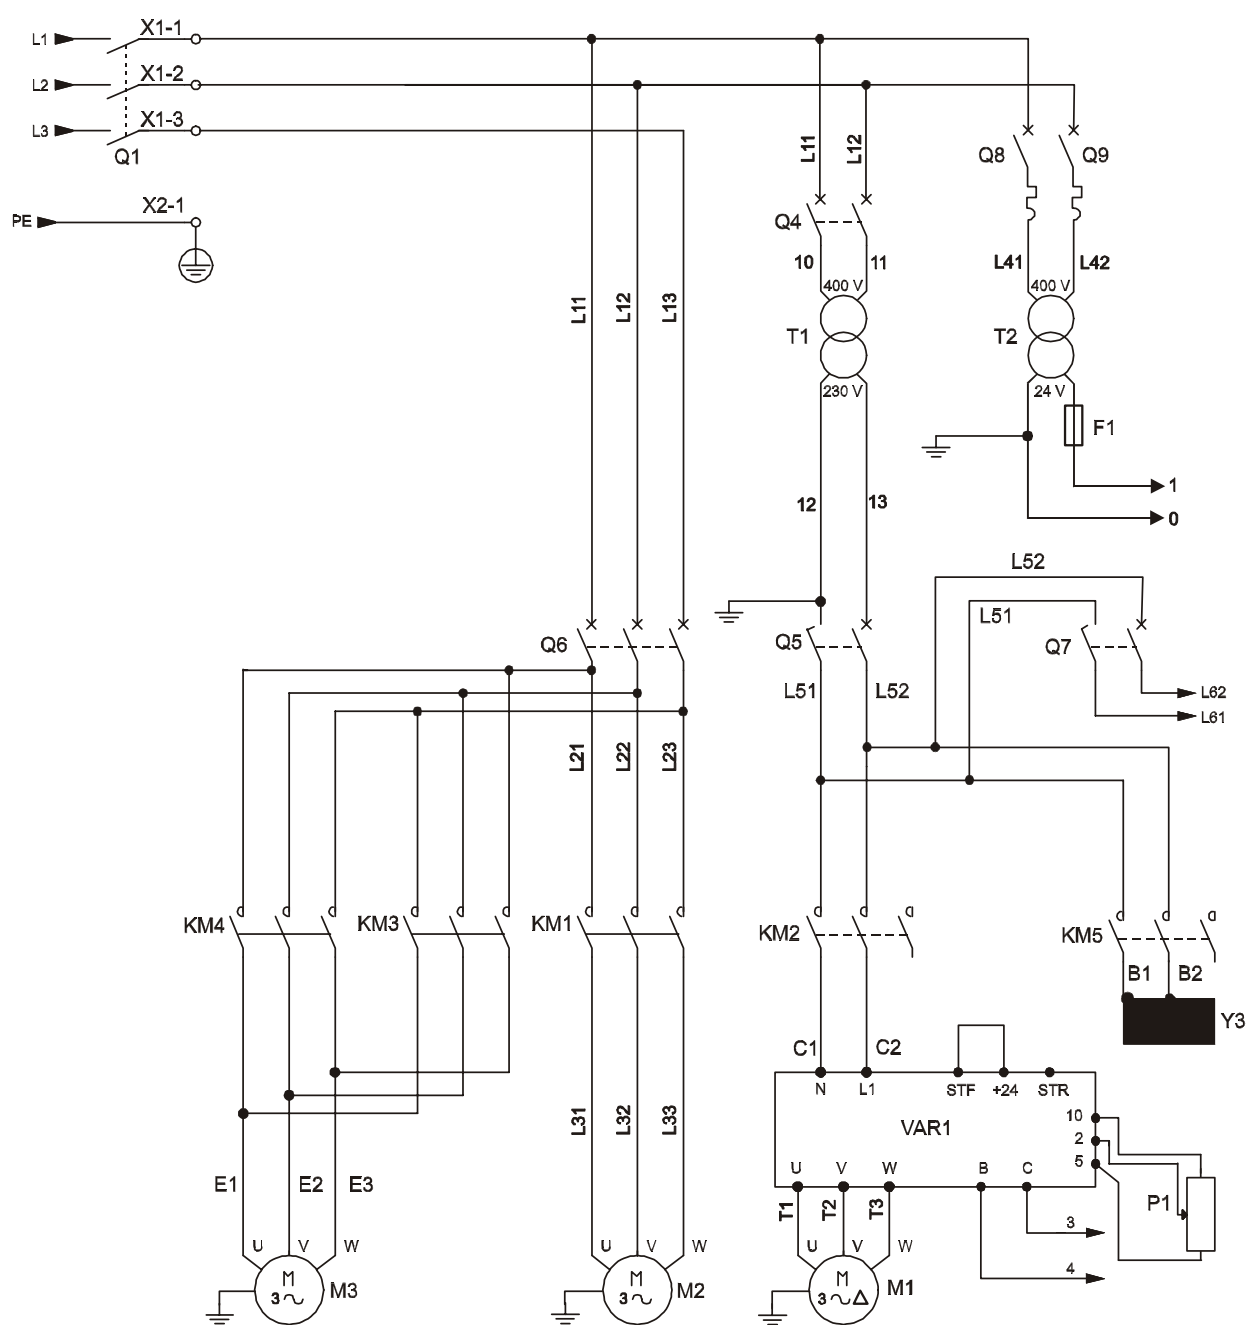 L1 X1-1
L2 X1-2
L3 X1-3
Q1
PE X2-1
L11 L12
Q8 Q9
Q4
10 11
L41 L42
400 V 400 V
L11 L12 L13
T1 T2
230 V 24 V
F1
1
12 13
0
L52
L51
Q6 Q5 Q7
L51 L52
L62
L61
L21 L22 L23
KM4 KM3 KM1 KM2 KM5
B1 B2
Y3
C1 C2
N L1 STF +24 STR
10
VAR1
2
5
L31 L32 L33
U V W B C
E1 E2 E3
T1 T2 T3
P1
3
U V W U V W U V W
4
M 3 M3
M 3 M2
M 3 Δ M1